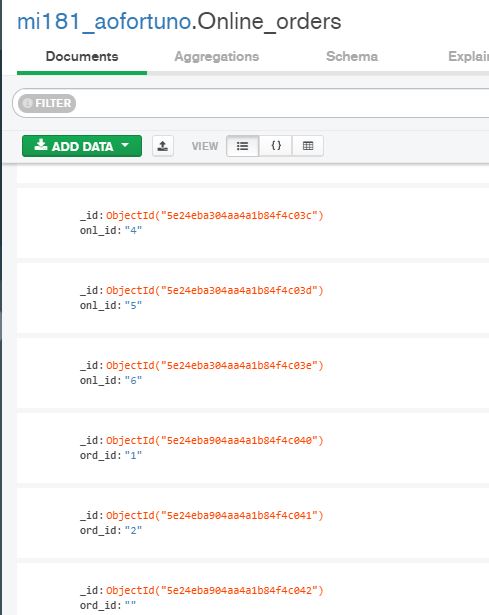 mi181_aofortuno.Online_orders
Documents Aggregations Schema Explai
FILTER
ADD DATA VIEW { }
_id: ObjectId("5e24eba304aa4a1b84f4c03c")
onl_id: "4"
_id: ObjectId("5e24eba304aa4a1b84f4c03d")
onl_id: "5"
_id: ObjectId("5e24eba304aa4a1b84f4c03e")
onl_id: "6"
_id: ObjectId("5e24eba904aa4a1b84f4c040")
ord_id: "1"
_id: ObjectId("5e24eba904aa4a1b84f4c041")
ord_id: "2"
_id: ObjectId("5e24eba904aa4a1b84f4c042")
ord_id: ""